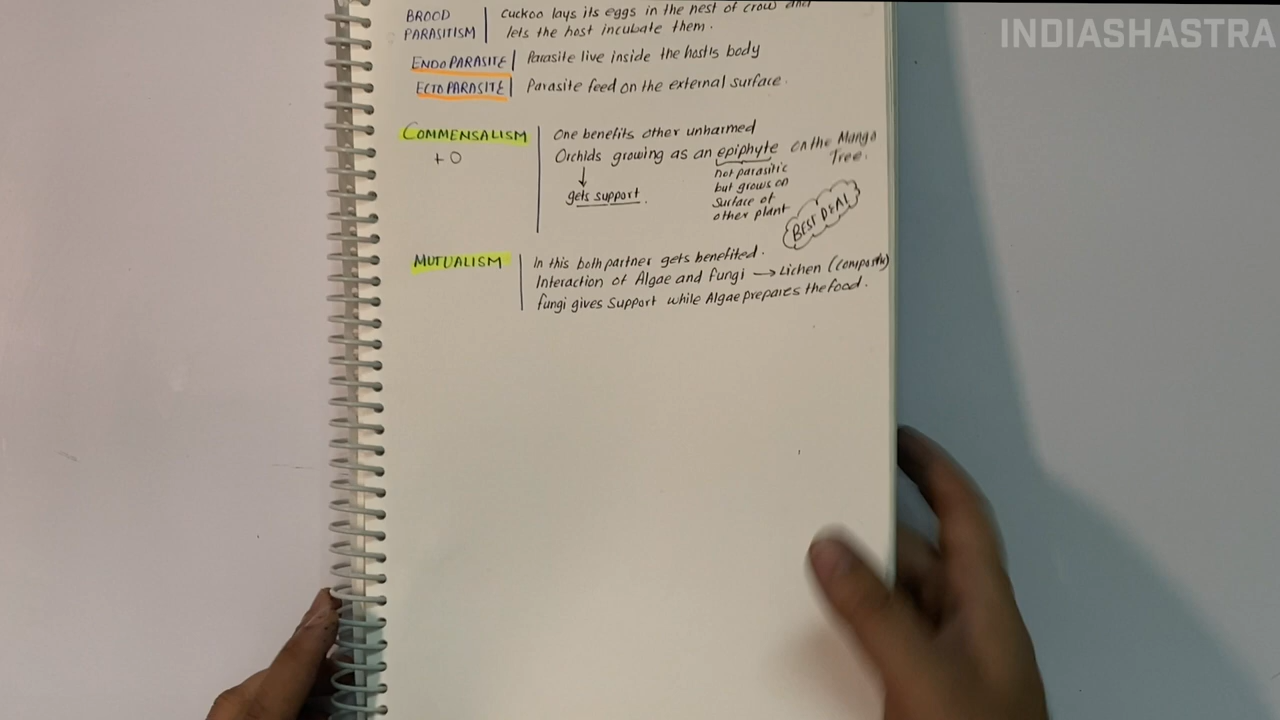 INDIASHASTRA
BROOD PARASITISM | Cuckoo lays its eggs in the nest of crow and
lets the host incubate them.
ENDOPARASITE | Parasite live inside the host's body
ECTOPARASITE | Parasite feed on the external surface.
COMMENSALISM | One benefits other unharmed
+ O
Orchids growing as an epiphyte on the Mango
Tree.
↓
gets support.
not parasitic
but grows on
surface of
other plant
BEST DEAL
MUTUALISM | In this both partner gets benefited.
Interaction of Algae and fungi → Lichen
fungi gives support while Algae prepares the food.